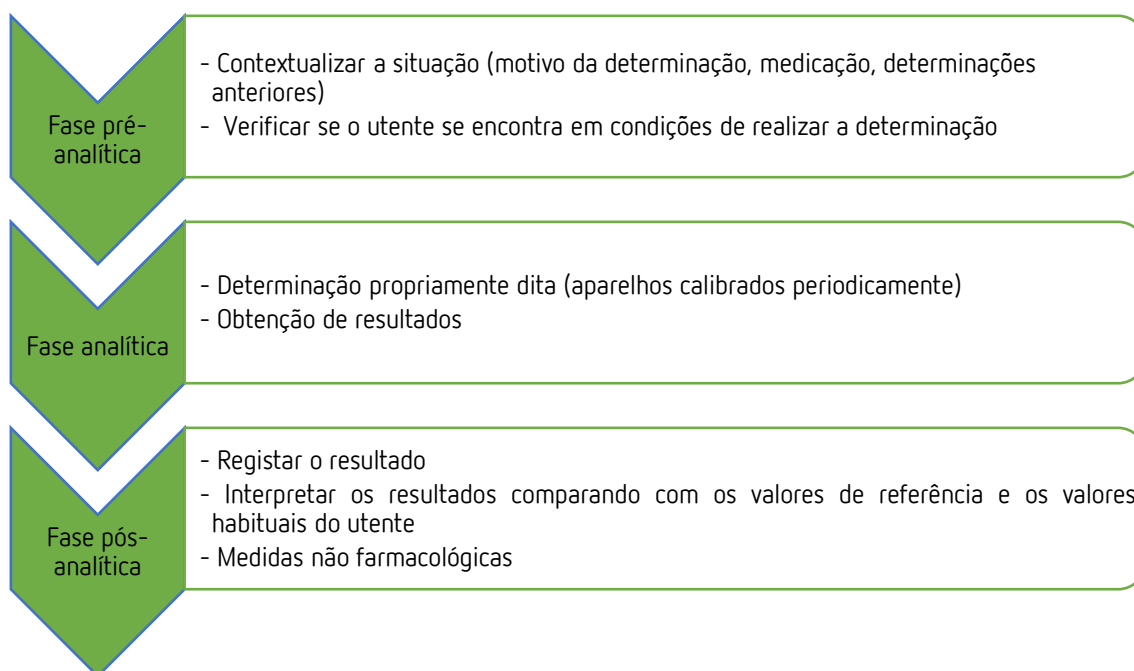 Fase pré-
analítica
- Contextualizar a situação (motivo da determinação, medicação, determinações
anteriores)
- Verificar se o utente se encontra em condições de realizar a determinação
Fase analítica
- Determinação propriamente dita (aparelhos calibrados periodicamente)
- Obtenção de resultados
Fase pós-
analítica
- Registar o resultado
- Interpretar os resultados comparando com os valores de referência e os valores
habituais do utente
- Medidas não farmacológicas